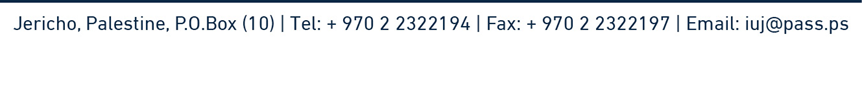 Jericho, Palestine, P.O.Box (10) | Tel: + 970 2 2322194 | Fax: + 970 2 2322197 | Email: iuj@pass.ps